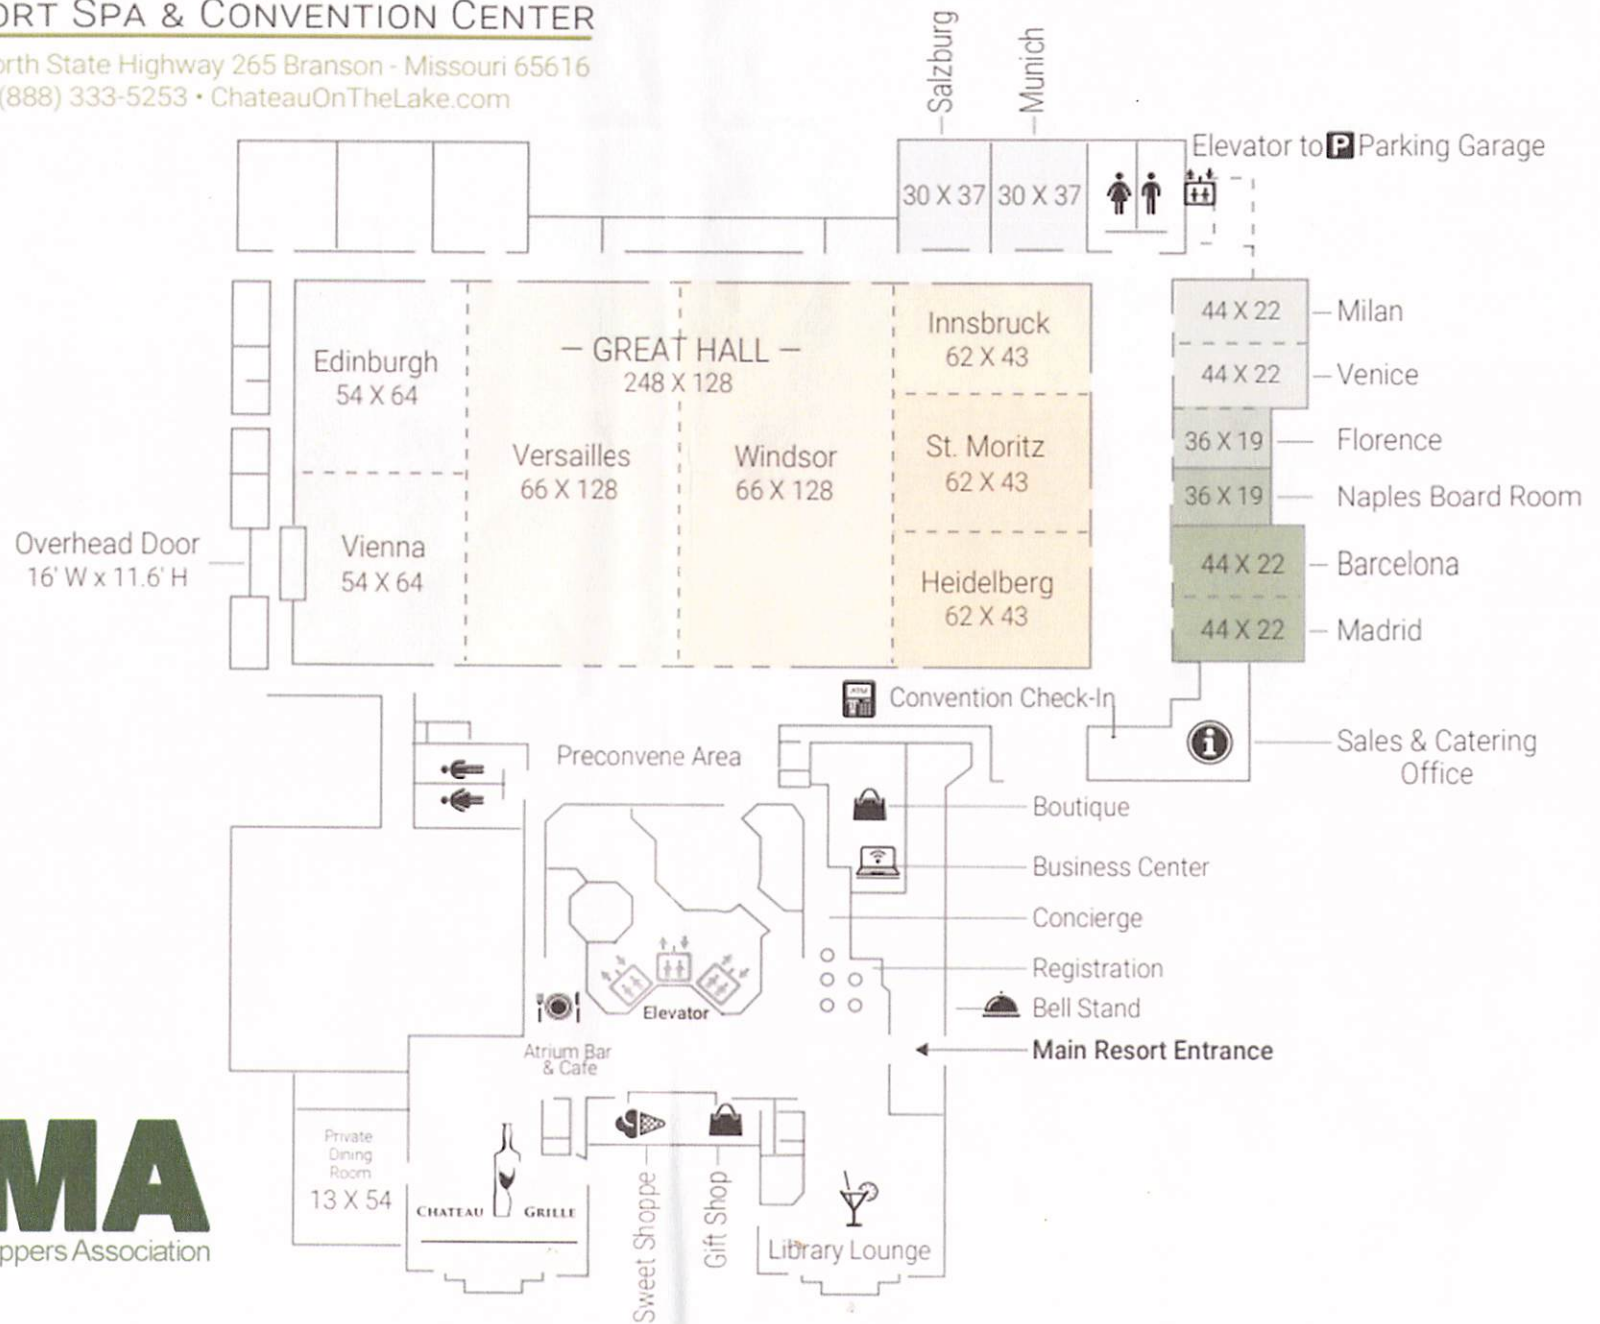 ORT SPA & CONVENTION CENTER
orth State Highway 265 Branson - Missouri 65616
(888) 333-5253 • ChateauOnTheLake.com
Salzburg
Munich
Elevator to P Parking Garage
30 X 37
30 X 37
Edinburgh
54 X 64
– GREAT HALL –
248 X 128
Innsbruck
62 X 43
44 X 22
Milan
44 X 22
Venice
Versailles
66 X 128
Windsor
66 X 128
St. Moritz
62 X 43
36 X 19
Florence
36 X 19
Naples Board Room
Overhead Door
16' W x 11.6' H
Vienna
54 X 64
Heidelberg
62 X 43
44 X 22
Barcelona
44 X 22
Madrid
ATM
Convention Check-In
Preconvene Area
i
Sales & Catering
Office
Boutique
Business Center
Concierge
Registration
Bell Stand
Elevator
Main Resort Entrance
Atrium Bar
& Cafe
Private
Dining
Room
13 X 54
CHATEAU GRILLE
Sweet Shoppe
Gift Shop
Library Lounge
MA
ppers Association